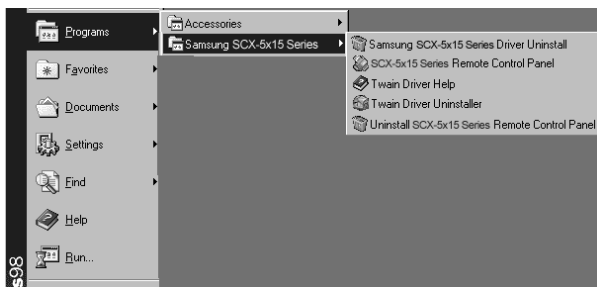 Programs
Favorites
Documents
Settings
Find
Help
Run...
s98
Accessories
Samsung SCX-5x15 Series
Samsung SCX-5x15 Series Driver Uninstall
SCX-5x15 Series Remote Control Panel
Twain Driver Help
Twain Driver Uninstaller
Uninstall SCX-5x15 Series Remote Control Panel